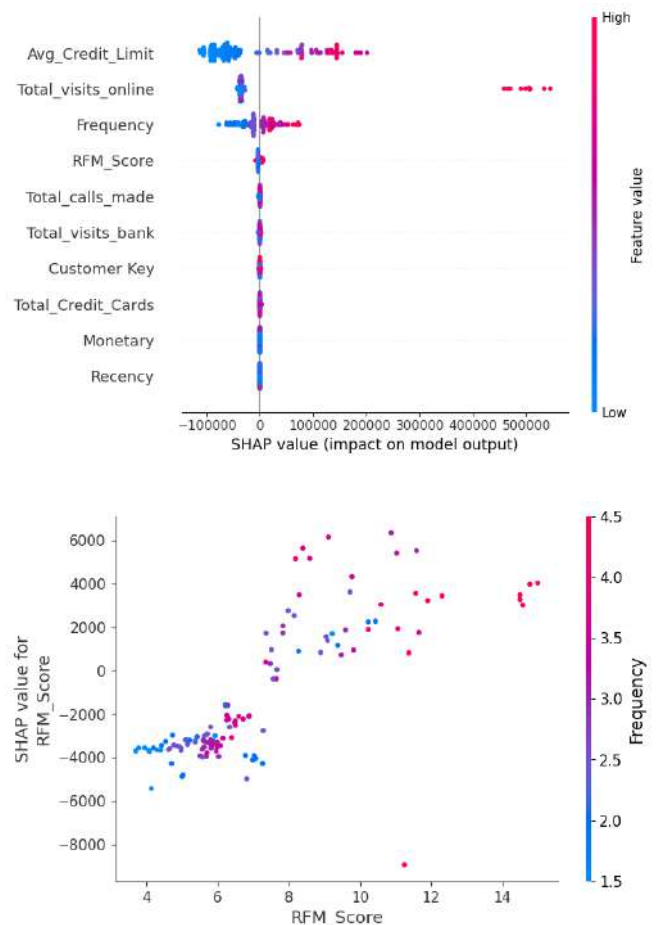 High
Avg_Credit_Limit
Total_visits_online
Frequency
RFM_Score
Total_calls_made
Total_visits_bank
Customer Key
Total_Credit_Cards
Monetary
Recency
Feature value
Low
−100000 0 100000 200000 300000 400000 500000
SHAP value (impact on model output)
6000
4000
2000
0
−2000
−4000
−6000
−8000
SHAP value for
RFM_Score
4 6 8 10 12 14
RFM_Score
4.5
4.0
3.5
3.0
2.5
2.0
1.5
Frequency